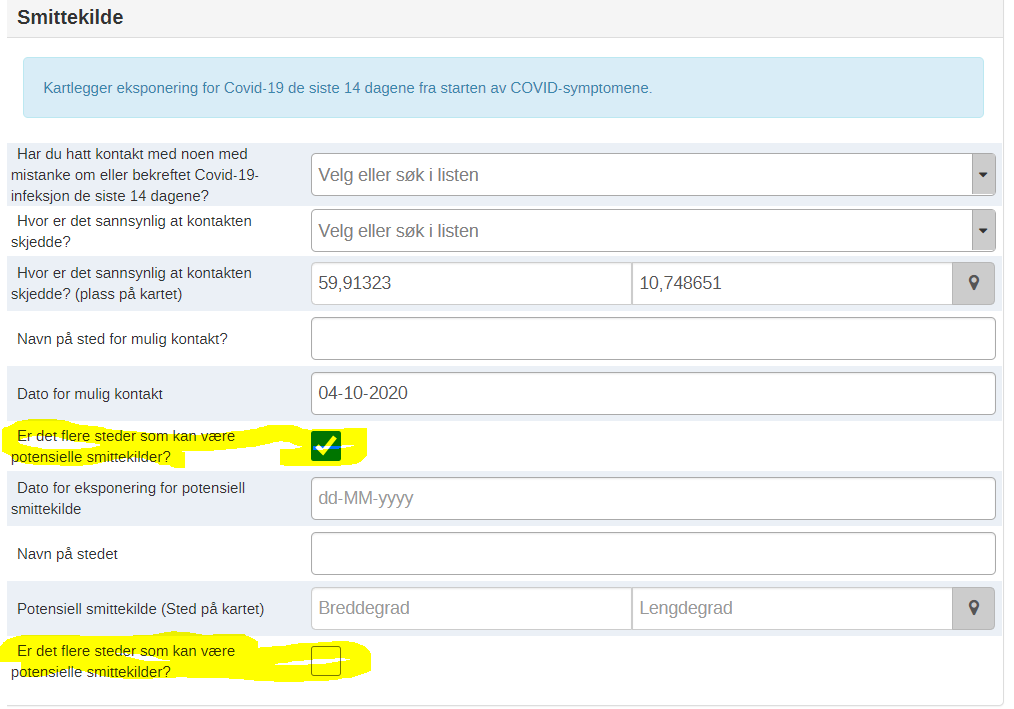 Smittekilde
Kartlegger eksponering for Covid-19 de siste 14 dagene fra starten av COVID-symptomene.
Har du hatt kontakt med noen med
mistanke om eller bekreftet Covid-19-
infeksjon de siste 14 dagene?
Velg eller søk i listen
Hvor er det sannsynlig at kontakten
skjedde?
Velg eller søk i listen
Hvor er det sannsynlig at kontakten
skjedde? (plass på kartet)
59,91323
10,748651
Navn på sted for mulig kontakt?
Dato for mulig kontakt
04-10-2020
Er det flere steder som kan være
potensielle smittekilder?
Dato for eksponering for potensiell
smittekilde
dd-MM-yyyy
Navn på stedet
Potensiell smittekilde (Sted på kartet)
Breddegrad
Lengdegrad
Er det flere steder som kan være
potensielle smittekilder?